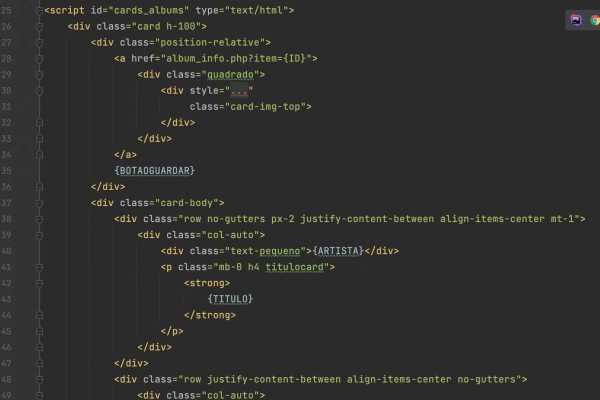 25 <script id="cards_albums" type="text/html">
26 <div class="card h-100">
27 <div class="position-relative">
28 <a href="album_info.php?item={ID}">
29 <div class="quadrado">
30 <div style="..."
31 class="card-img-top">
32 </div>
33 </div>
34 </a>
35 {BOTAOGUARDAR}
36 </div>
37 <div class="card-body">
38 <div class="row no-gutters px-2 justify-content-between align-items-center mt-1">
39 <div class="col-auto">
40 <div class="text-pequeno">{ARTISTA}</div>
41 <p class="mb-0 h4 titulocard">
42 <strong>
43 {TITULO}
44 </strong>
45 </p>
46 </div>
47 </div>
48 <div class="row justify-content-between align-items-center no-gutters">
49 <div class="col-auto">